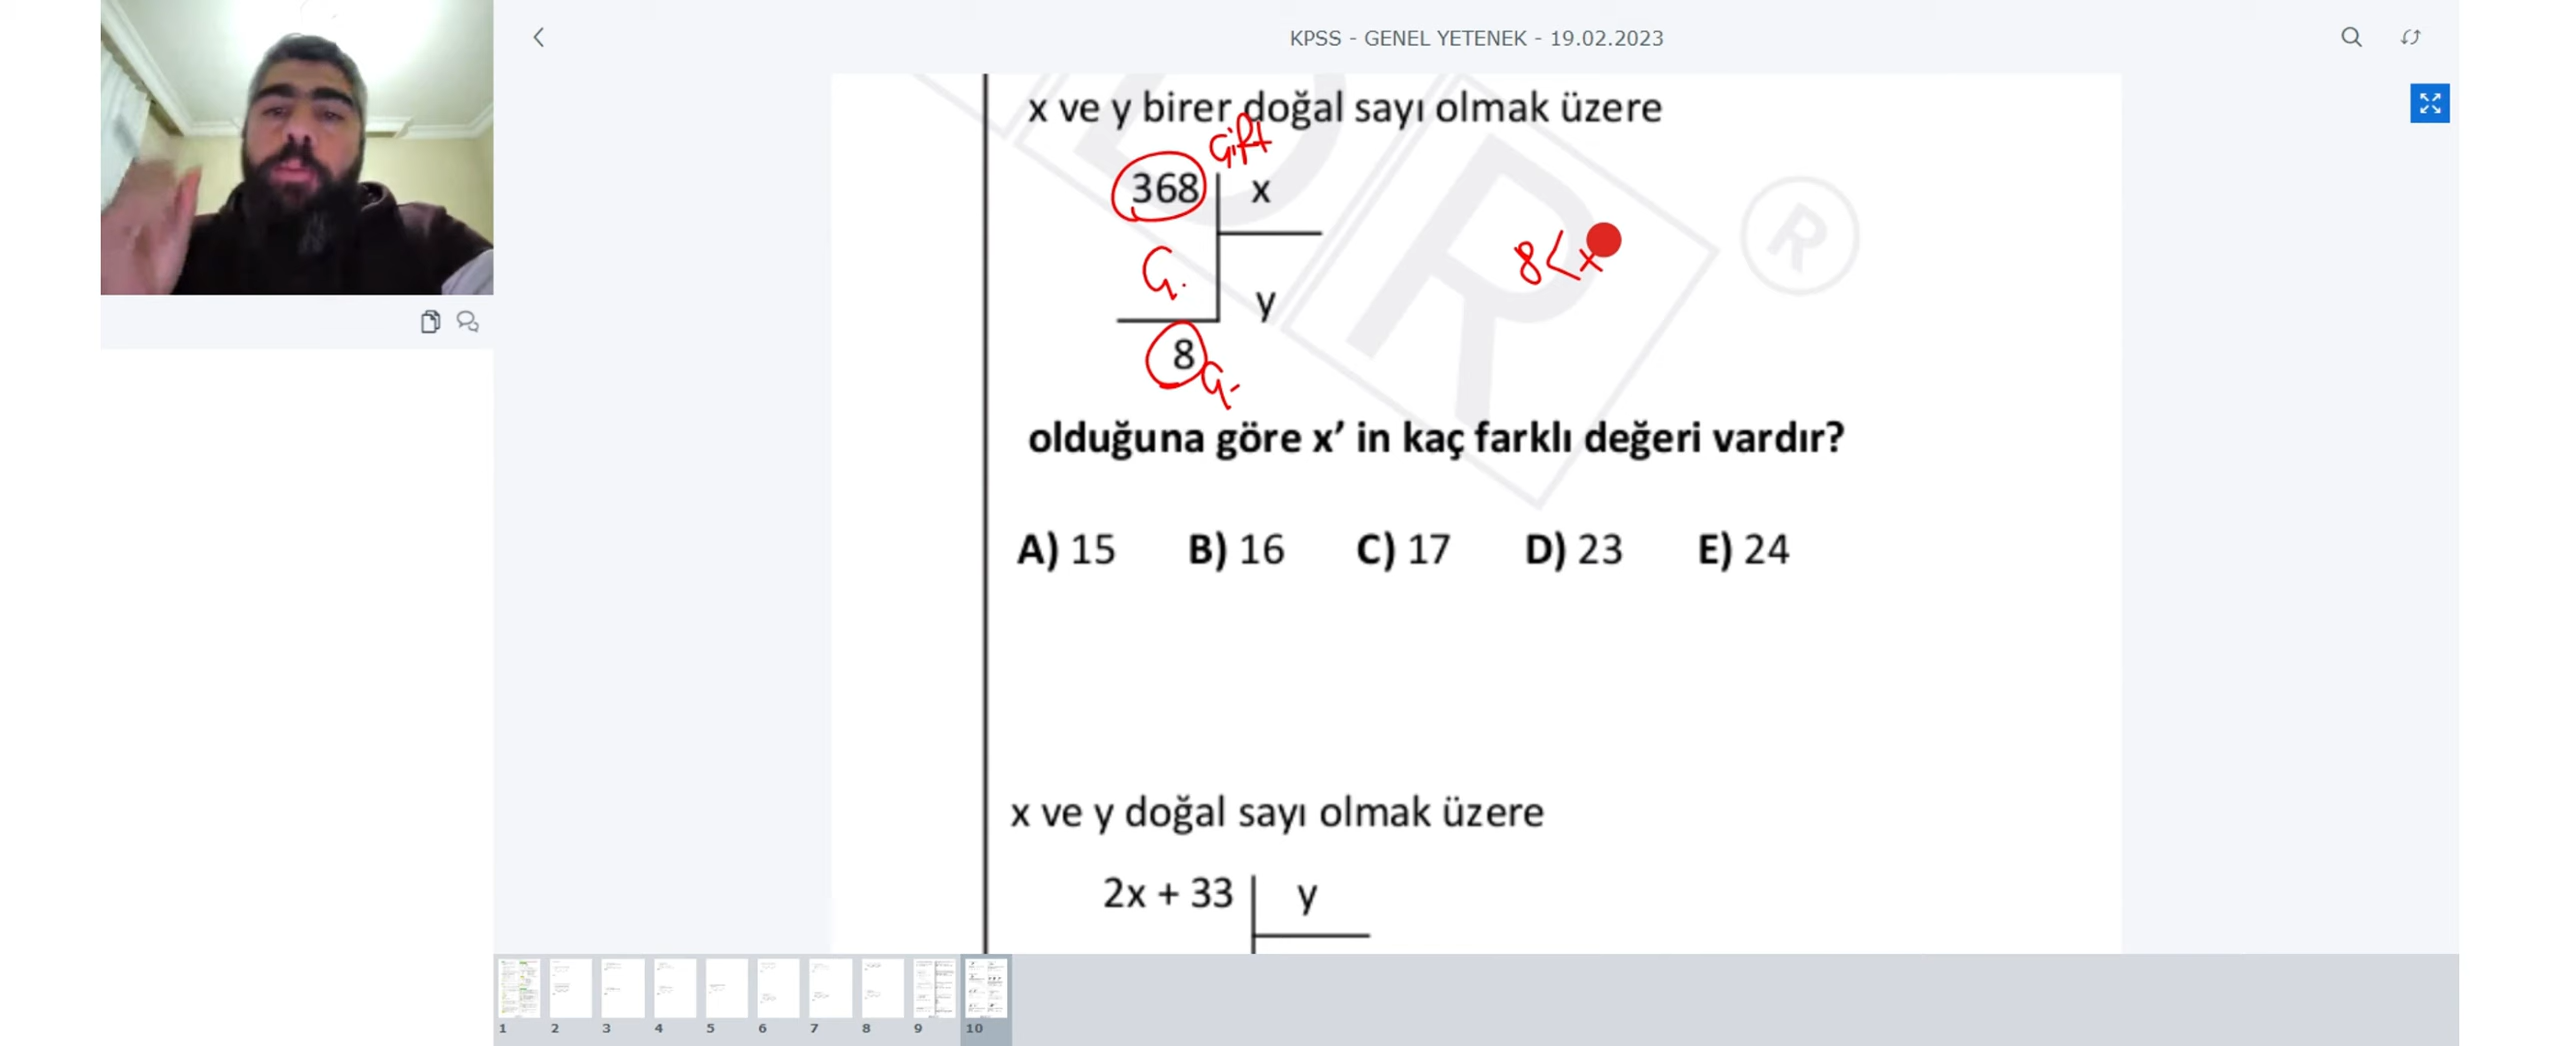 KPSS - GENEL YETENEK - 19.02.2023
x ve y birer doğal sayı olmak üzere
Çift
368 x
Ç.
8<x
y
8 Ç.
olduğuna göre x' in kaç farklı değeri vardır?
A) 15 B) 16 C) 17 D) 23 E) 24
x ve y doğal sayı olmak üzere
2x + 33 y
1 2 3 4 5 6 7 8 9 10
R
®